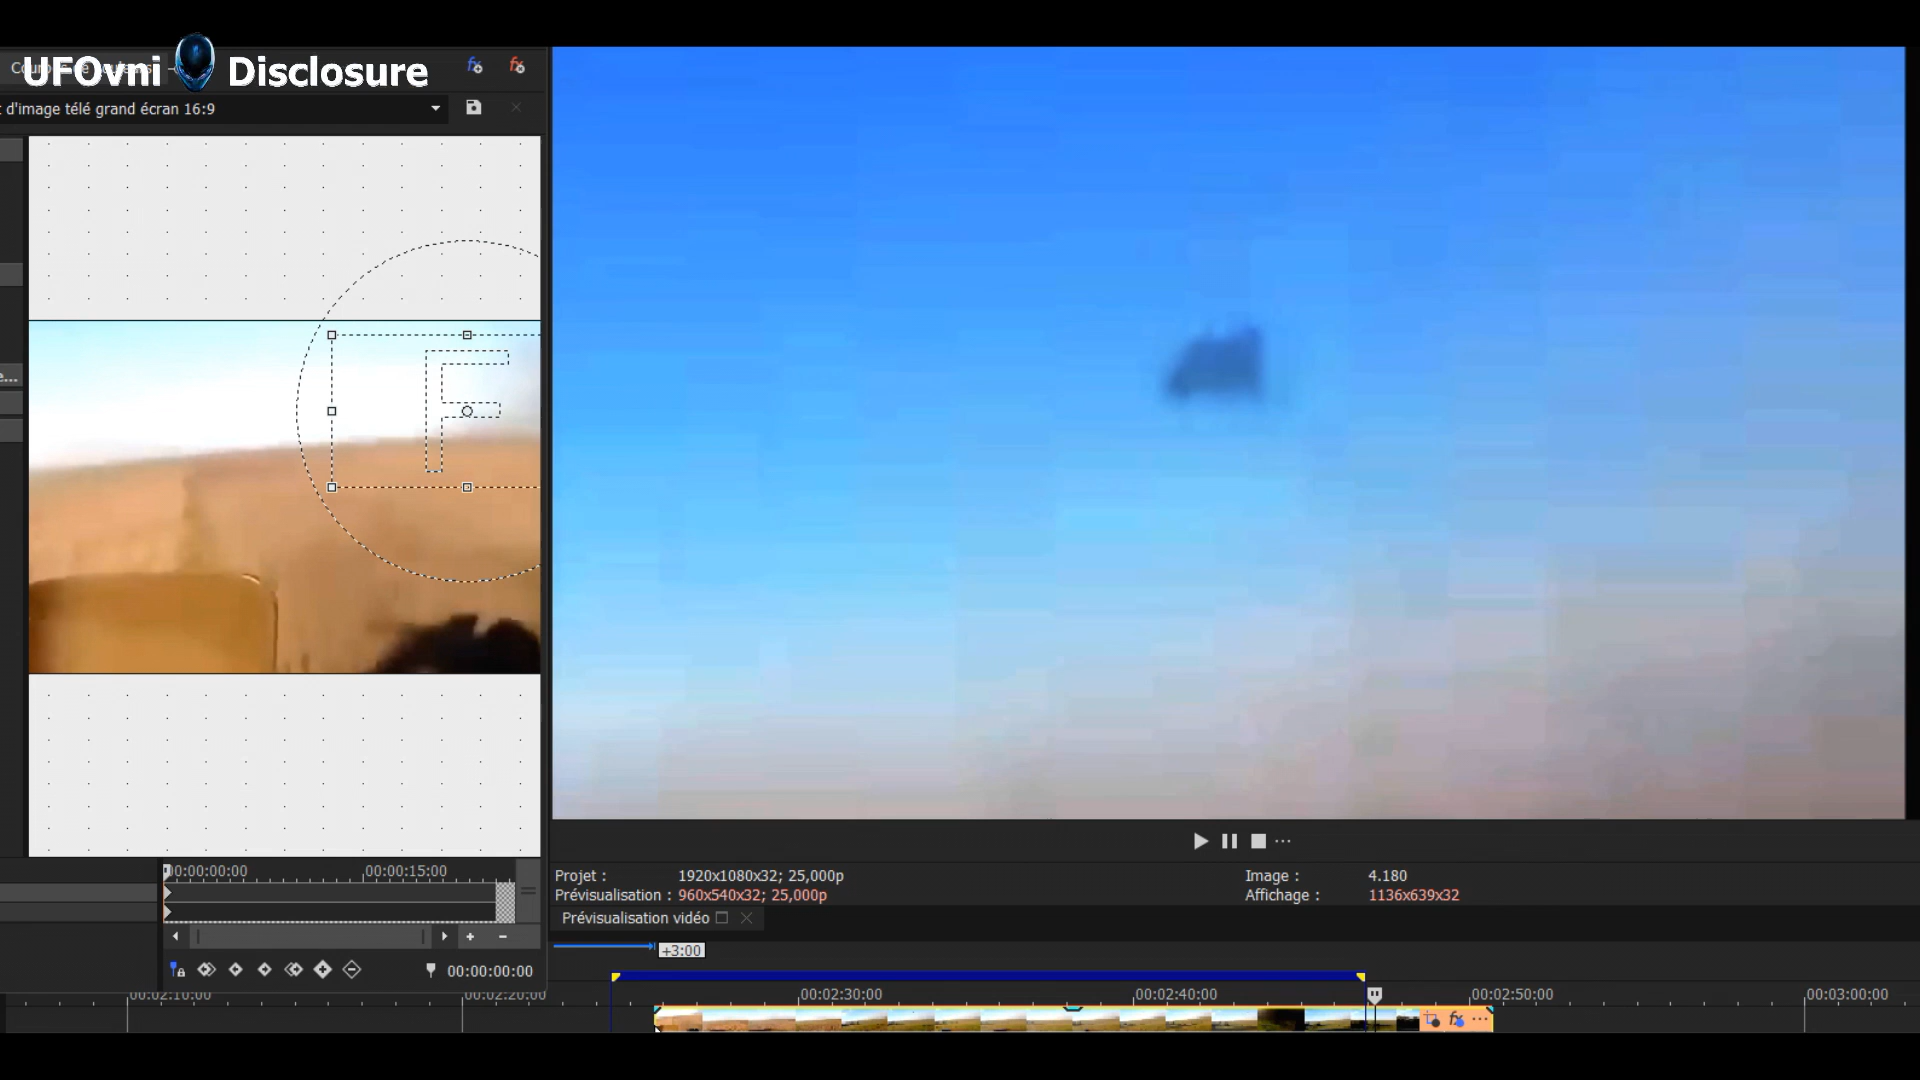 UFOvni Disclosure
d'image télé grand écran 16:9
e...
F
00:00:00:00
00:00:15:00
00:00:00:00
Projet : 1920x1080x32; 25,000p
Image : 4.180
Prévisualisation : 960x540x32; 25,000p
Affichage : 1136x639x32
Prévisualisation vidéo
+3:00
00:02:10:00
00:02:20:00
00:02:30:00
00:02:40:00
00:02:50:00
00:03:00:00